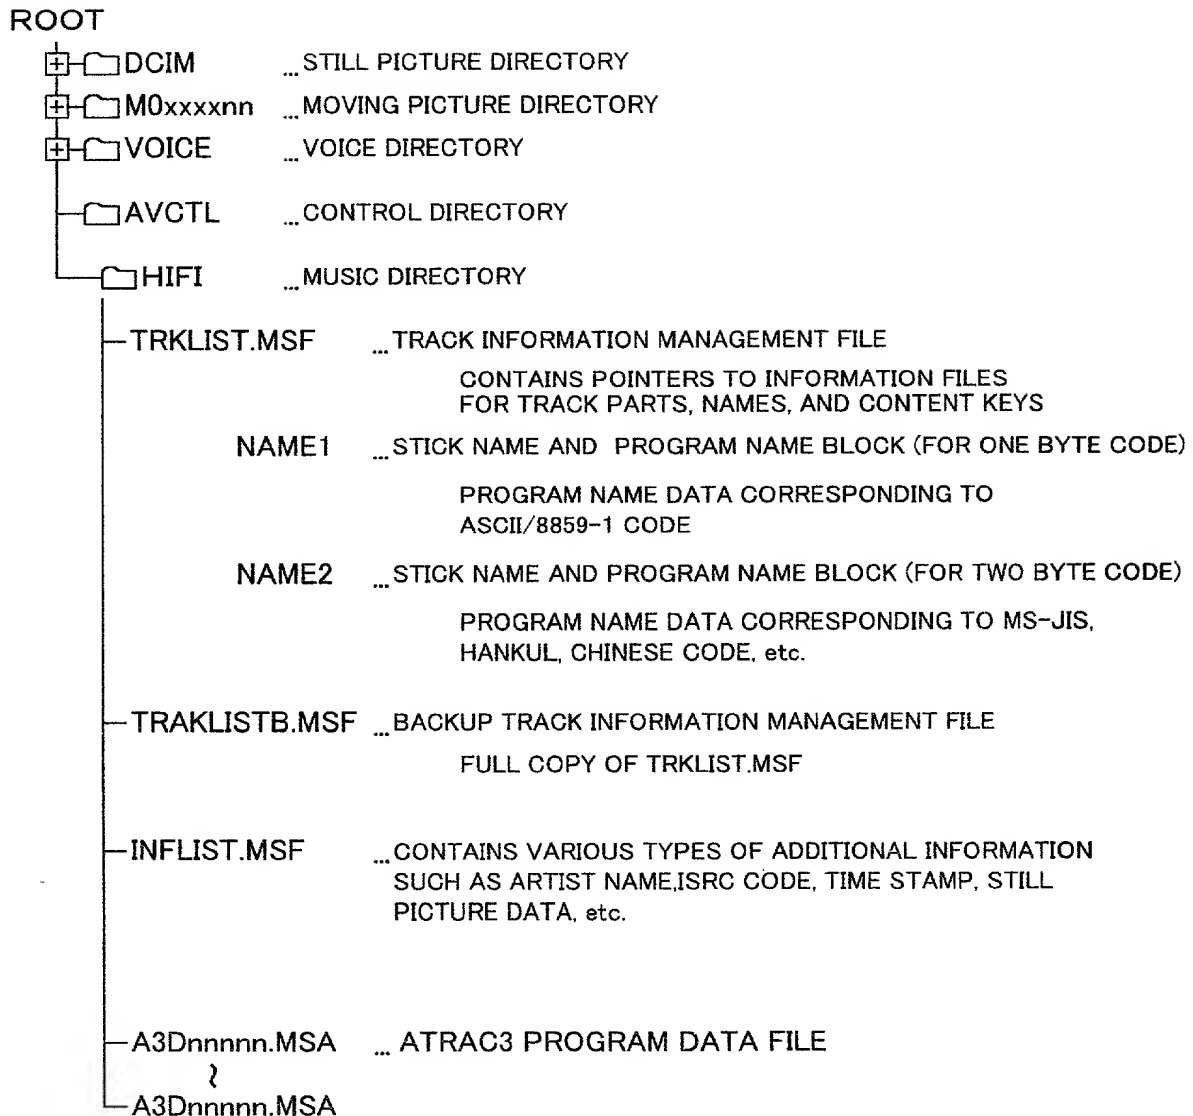 ROOT
DCIM ... STILL PICTURE DIRECTORY
M0xxxxnn ... MOVING PICTURE DIRECTORY
VOICE ... VOICE DIRECTORY
AVCTL ... CONTROL DIRECTORY
HIFI ... MUSIC DIRECTORY
TRKLIST.MSF ... TRACK INFORMATION MANAGEMENT FILE
CONTAINS POINTERS TO INFORMATION FILES
FOR TRACK PARTS, NAMES, AND CONTENT KEYS
NAME1 ... STICK NAME AND PROGRAM NAME BLOCK (FOR ONE BYTE CODE)
PROGRAM NAME DATA CORRESPONDING TO
ASCII/8859-1 CODE
NAME2 ... STICK NAME AND PROGRAM NAME BLOCK (FOR TWO BYTE CODE)
PROGRAM NAME DATA CORRESPONDING TO MS-JIS,
HANKUL, CHINESE CODE, etc.
TRAKLISTB.MSF ... BACKUP TRACK INFORMATION MANAGEMENT FILE
FULL COPY OF TRKLIST.MSF
INFLIST.MSF ... CONTAINS VARIOUS TYPES OF ADDITIONAL INFORMATION
SUCH AS ARTIST NAME,ISRC CODE, TIME STAMP, STILL
PICTURE DATA, etc.
A3Dnnnnn.MSA ... ATRAC3 PROGRAM DATA FILE
~
A3Dnnnnn.MSA